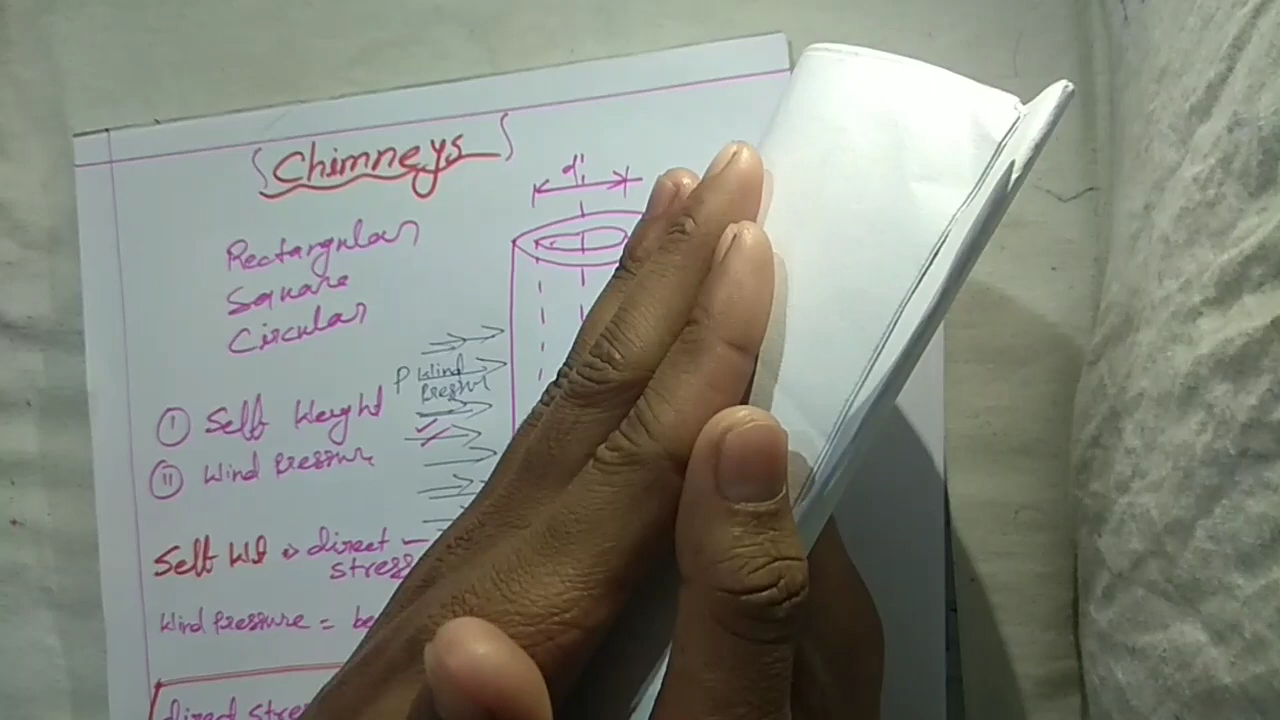 Chimneys
d
Rectangular
Square
Circular
P Wind
Pressur
I Self Weight
II Wind Pressure
Self Wt direct
stress
Wind Pressure = be
direct stre